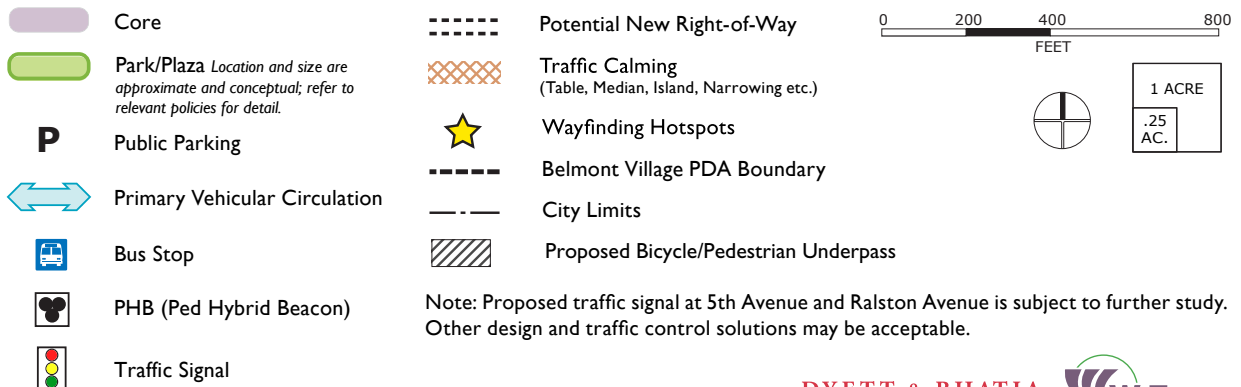 Core
Park/Plaza Location and size are
approximate and conceptual; refer to
relevant policies for detail.
P
Public Parking
Primary Vehicular Circulation
Bus Stop
PHB (Ped Hybrid Beacon)
Traffic Signal
Potential New Right-of-Way
Traffic Calming
(Table, Median, Island, Narrowing etc.)
Wayfinding Hotspots
Belmont Village PDA Boundary
City Limits
Proposed Bicycle/Pedestrian Underpass
0 200 400 800
FEET
1 ACRE
.25
AC.
Note: Proposed traffic signal at 5th Avenue and Ralston Avenue is subject to further study.
Other design and traffic control solutions may be acceptable.
DYETT & BHATIA